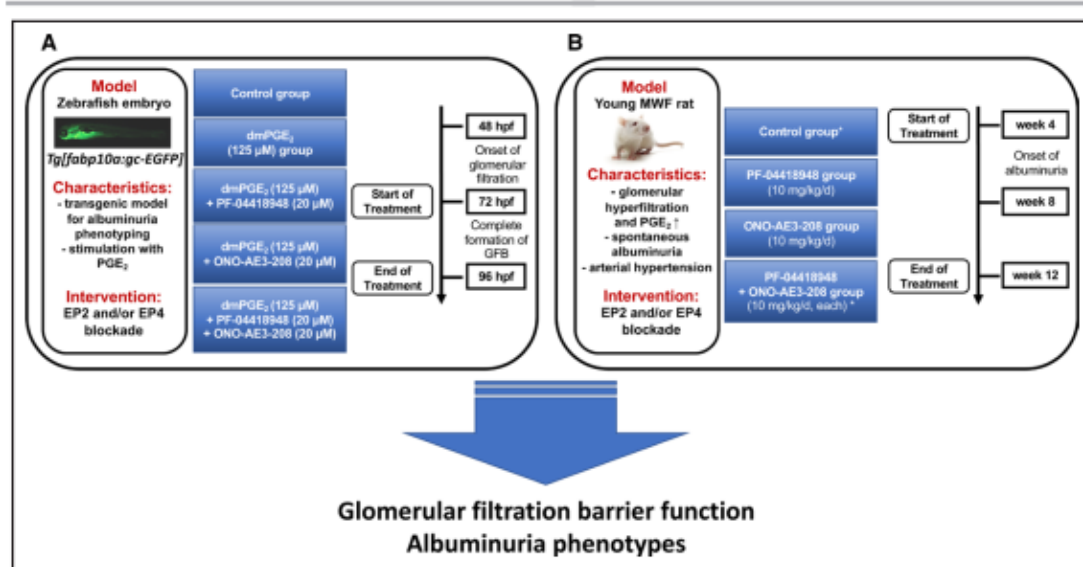 A
Model
Zebrafish embryo
Tg[fabp10a:gc-EGFP]
Characteristics:
- transgenic model
for albuminuria
phenotyping
- stimulation with
PGE₂
Intervention:
EP2 and/or EP4
blockade
Control group
dmPGE₂
(125 µM) group
dmPGE₂ (125 µM)
+ PF-04418948 (20 µM)
dmPGE₂ (125 µM)
+ ONO-AE3-208 (20 µM)
dmPGE₂ (125 µM)
+ PF-04418948 (20 µM)
+ ONO-AE3-208 (20 µM)
Start of
Treatment
End of
Treatment
48 hpf
Onset of
glomerular
filtration
72 hpf
Complete
formation of
GFB
96 hpf
B
Model
Young MWF rat
Characteristics:
- glomerular
hyperfiltration
and PGE₂ ↑
- spontaneous
albuminuria
- arterial hypertension
Intervention:
EP2 and/or EP4
blockade
Control group*
PF-04418948 group
(10 mg/kg/d)
ONO-AE3-208 group
(10 mg/kg/d)
PF-04418948
+ ONO-AE3-208 group
(10 mg/kg/d, each) *
Start of
Treatment
End of
Treatment
week 4
Onset of
albuminuria
week 8
week 12
Glomerular filtration barrier function
Albuminuria phenotypes